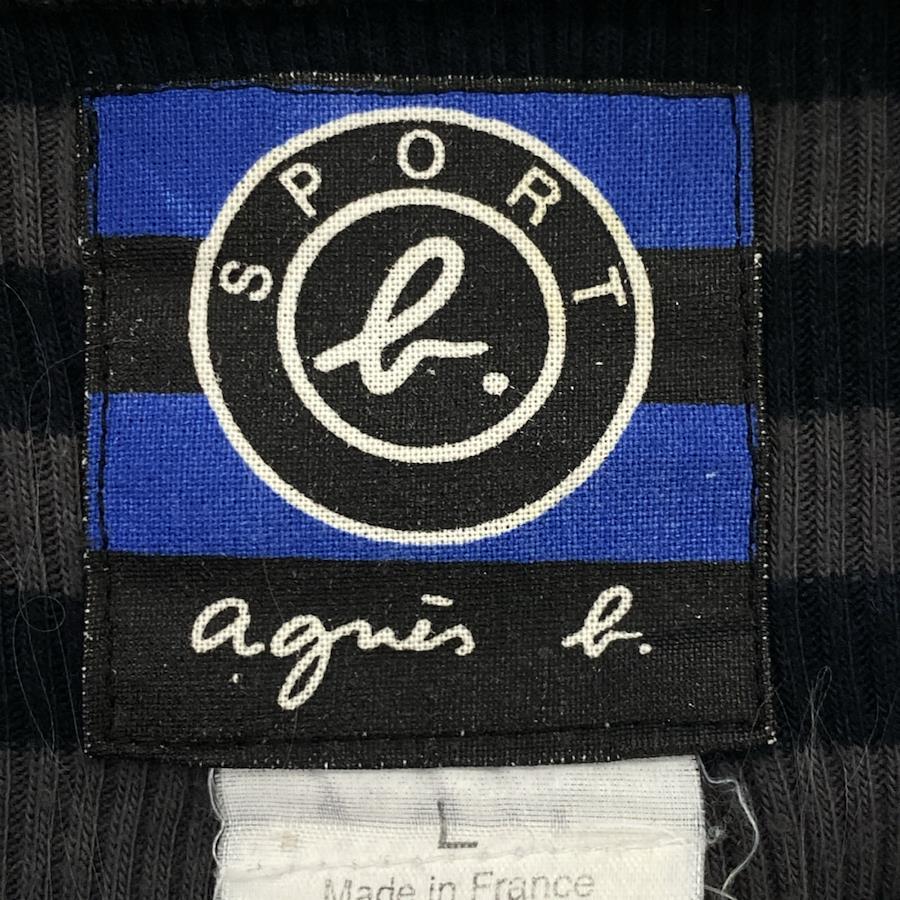 SPORT
b.
agnès b.
L
Made in France